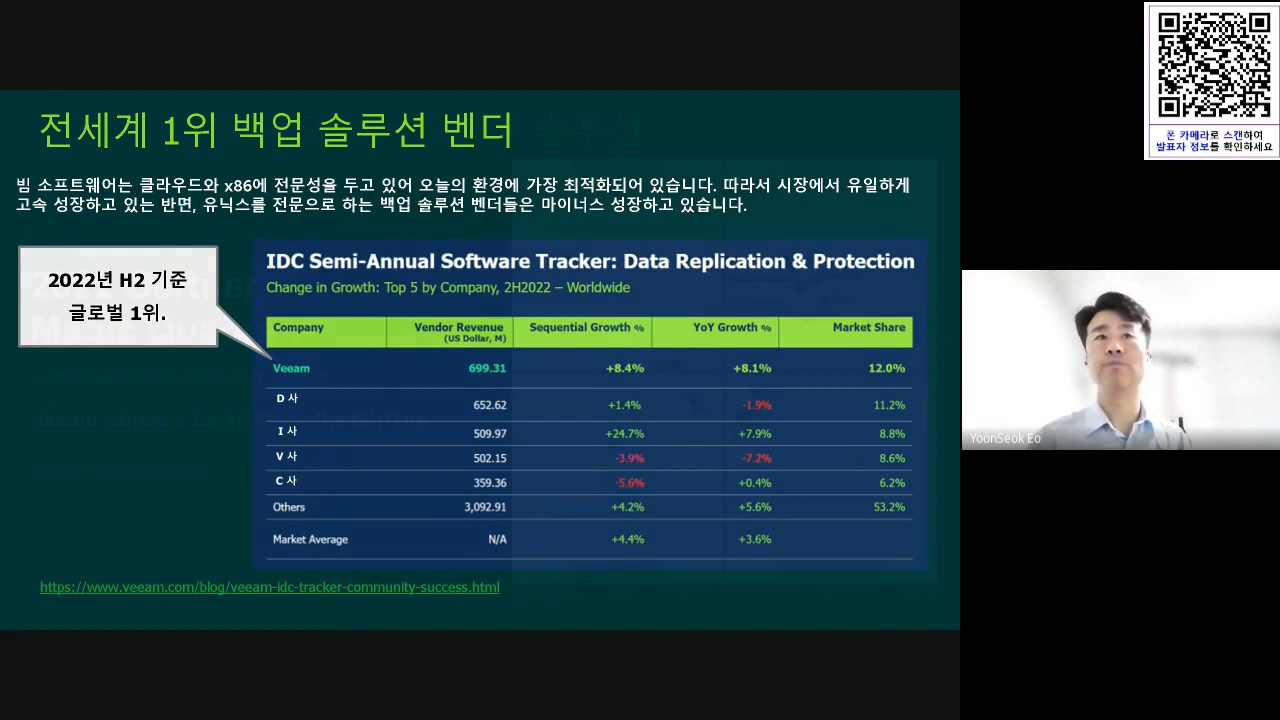 전세계 1위 백업 솔루션 벤더
빔 소프트웨어는 클라우드와 x86에 전문성을 두고 있어 오늘의 환경에 가장 최적화되어 있습니다. 따라서 시장에서 유일하게
고속 성장하고 있는 반면, 유닉스를 전문으로 하는 백업 솔루션 벤더들은 마이너스 성장하고 있습니다.
2022년 H2 기준
글로벌 1위.
IDC Semi-Annual Software Tracker: Data Replication & Protection
Change in Growth: Top 5 by Company, 2H2022 – Worldwide
Company Vendor Revenue (US Dollar, M) Sequential Growth % YoY Growth % Market Share
Veeam 699.31 +8.4% +8.1% 12.0%
D 사 652.62 +1.4% -1.9% 11.2%
I 사 509.97 +24.7% +7.9% 8.8%
V 사 502.15 -3.9% -7.2% 8.6%
C 사 359.36 -5.6% +0.4% 6.2%
Others 3,092.91 +4.2% +5.6% 53.2%
Market Average N/A +4.4% +3.6%
https://www.veeam.com/blog/veeam-idc-tracker-community-success.html
폰 카메라로 스캔하여
발표자 정보를 확인하세요
YoonSeok Eo